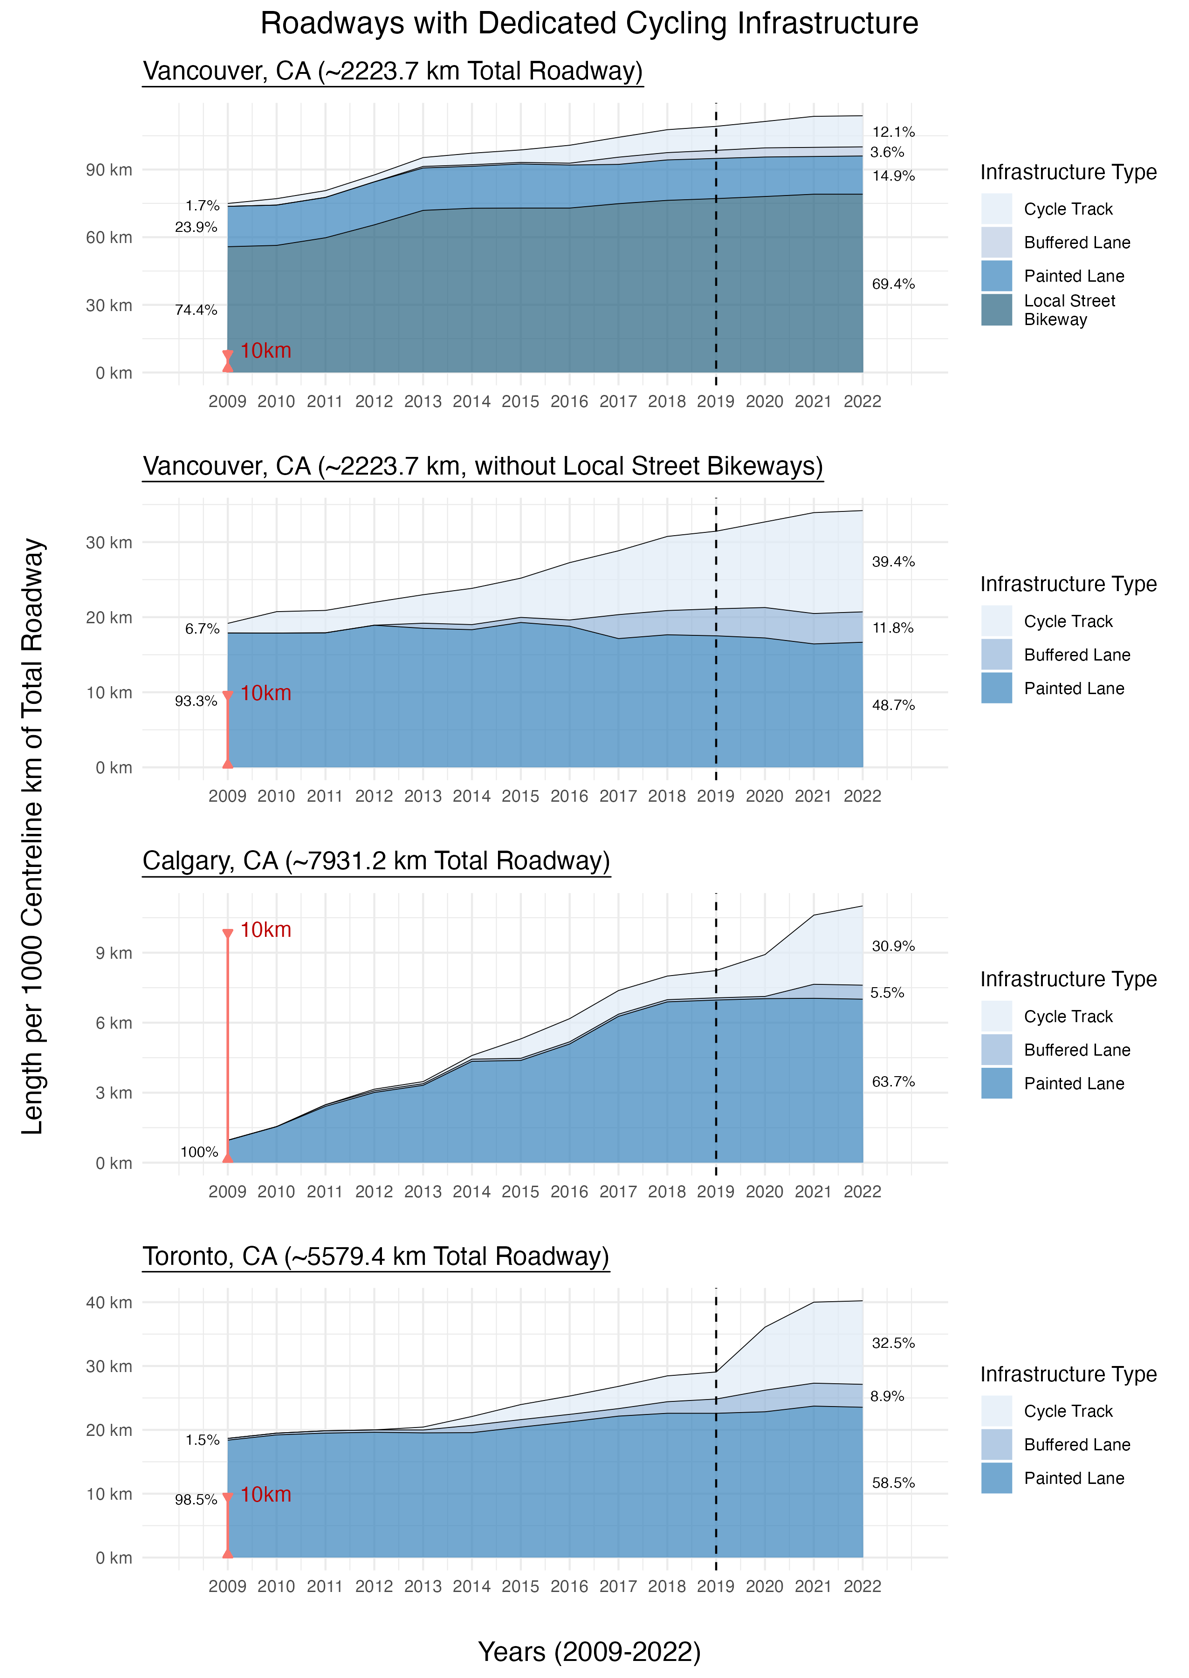 Roadways with Dedicated Cycling Infrastructure
Length per 1000 Centreline km of Total Roadway
Vancouver, CA (~2223.7 km Total Roadway)
90 km
60 km
30 km
0 km
1.7%
23.9%
74.4%
10km
12.1%
3.6%
14.9%
69.4%
2009 2010 2011 2012 2013 2014 2015 2016 2017 2018 2019 2020 2021 2022
Infrastructure Type
Cycle Track
Buffered Lane
Painted Lane
Local Street
Bikeway
Vancouver, CA (~2223.7 km, without Local Street Bikeways)
30 km
20 km
10 km
0 km
6.7%
93.3%
10km
39.4%
11.8%
48.7%
2009 2010 2011 2012 2013 2014 2015 2016 2017 2018 2019 2020 2021 2022
Infrastructure Type
Cycle Track
Buffered Lane
Painted Lane
Calgary, CA (~7931.2 km Total Roadway)
9 km
6 km
3 km
0 km
100%
10km
30.9%
5.5%
63.7%
2009 2010 2011 2012 2013 2014 2015 2016 2017 2018 2019 2020 2021 2022
Infrastructure Type
Cycle Track
Buffered Lane
Painted Lane
Toronto, CA (~5579.4 km Total Roadway)
40 km
30 km
20 km
10 km
0 km
1.5%
98.5%
10km
32.5%
8.9%
58.5%
2009 2010 2011 2012 2013 2014 2015 2016 2017 2018 2019 2020 2021 2022
Infrastructure Type
Cycle Track
Buffered Lane
Painted Lane
Years (2009-2022)